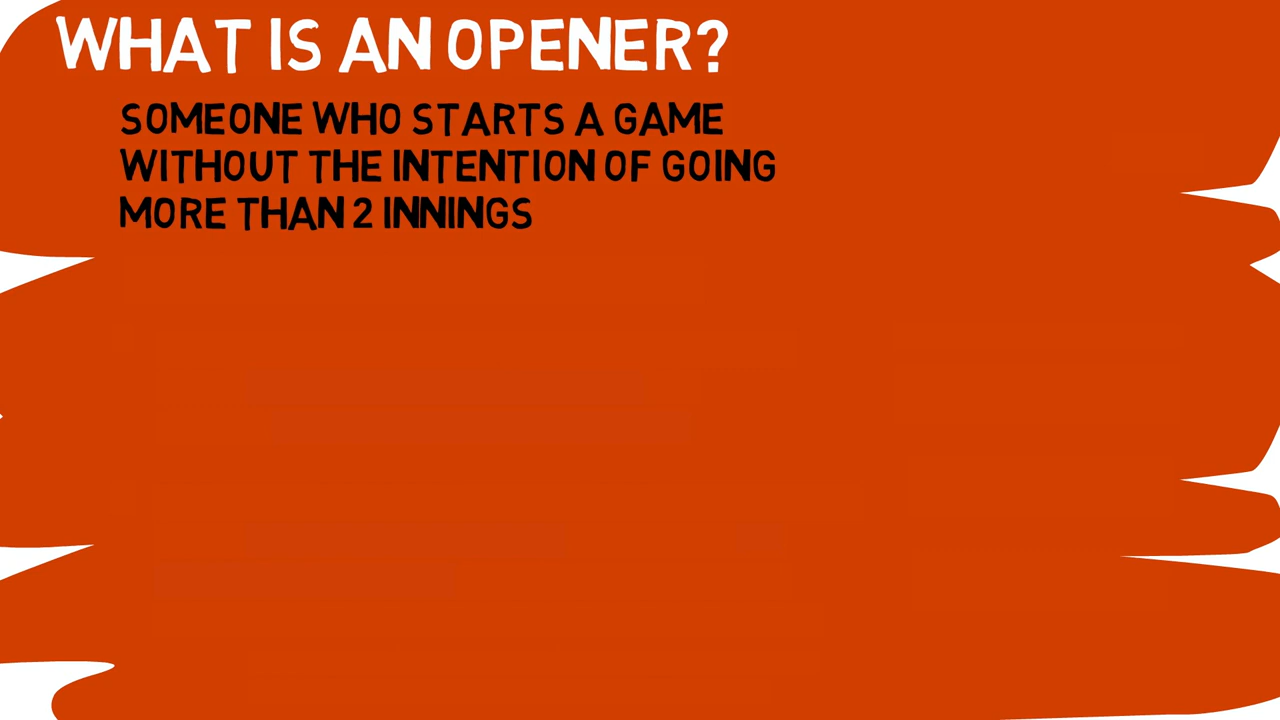 WHAT IS AN OPENER?
SOMEONE WHO STARTS A GAME
WITHOUT THE INTENTION OF GOING
MORE THAN 2 INNINGS